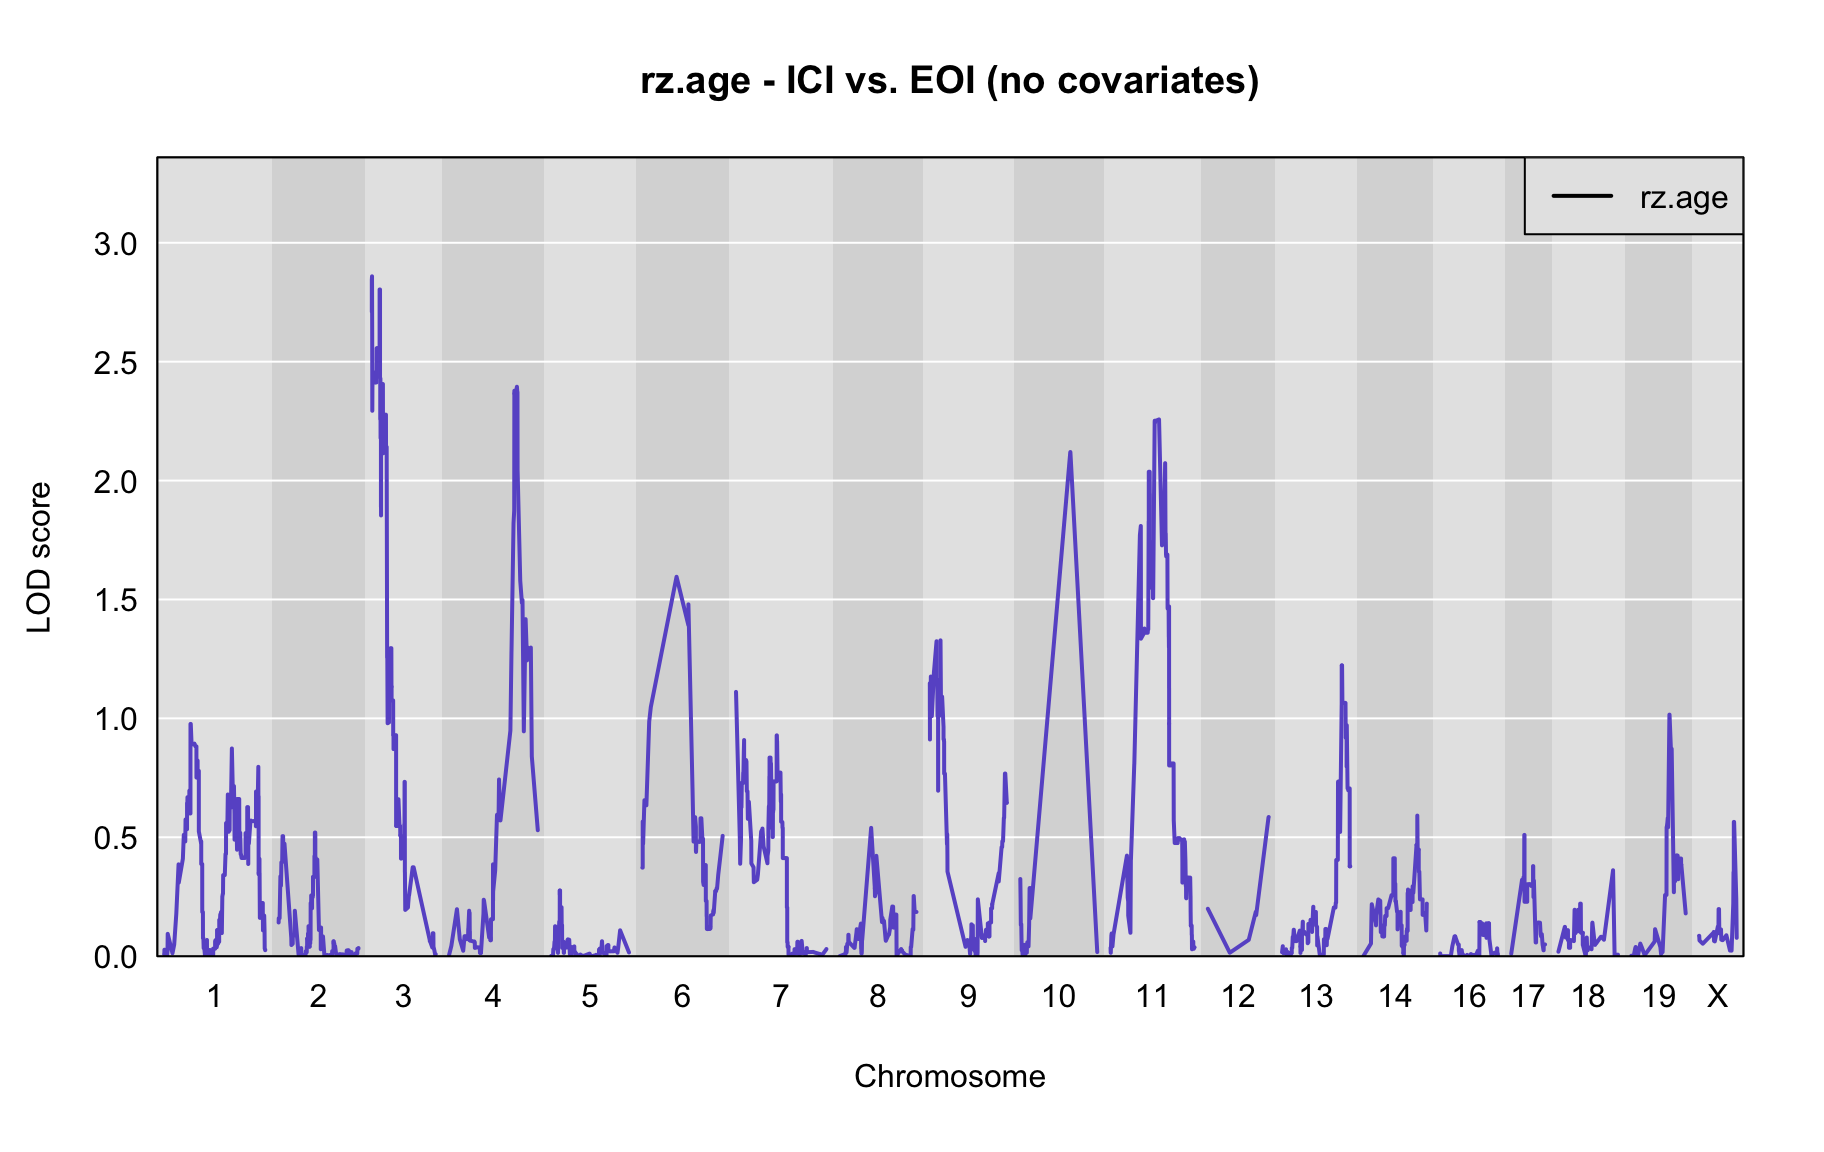 rz.age - ICI vs. EOI (no covariates)
rz.age
3.0
2.5
2.0
1.5
1.0
0.5
0.0
LOD score
1 2 3 4 5 6 7 8 9 10 11 12 13 14 16 17 18 19 X
Chromosome